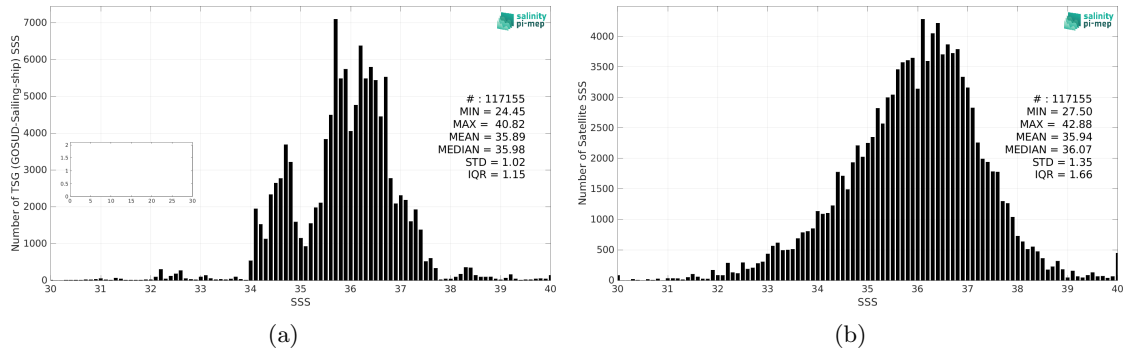 7000
6000
5000
4000
3000
2000
1000
0
Number of TSG (GOSUD-Sailing-ship) SSS
salinity
pi-mep
# : 117155
MIN = 24.45
MAX = 40.82
MEAN = 35.89
MEDIAN = 35.98
STD = 1.02
IQR = 1.15
2
1.5
1
0.5
0
0 5 10 15 20 25 30
30 31 32 33 34 35 36 37 38 39 40
SSS
(a)
4000
3500
3000
2500
2000
1500
1000
500
0
Number of Satellite SSS
salinity
pi-mep
# : 117155
MIN = 27.50
MAX = 42.88
MEAN = 35.94
MEDIAN = 36.07
STD = 1.35
IQR = 1.66
30 31 32 33 34 35 36 37 38 39 40
SSS
(b)